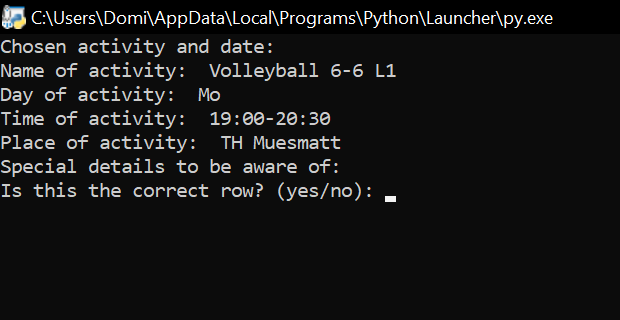 C:\Users\Domi\AppData\Local\Programs\Python\Launcher\py.exe
Chosen activity and date:
Name of activity:  Volleyball 6-6 L1
Day of activity:  Mo
Time of activity:  19:00-20:30
Place of activity:  TH Muesmatt
Special details to be aware of:
Is this the correct row? (yes/no):